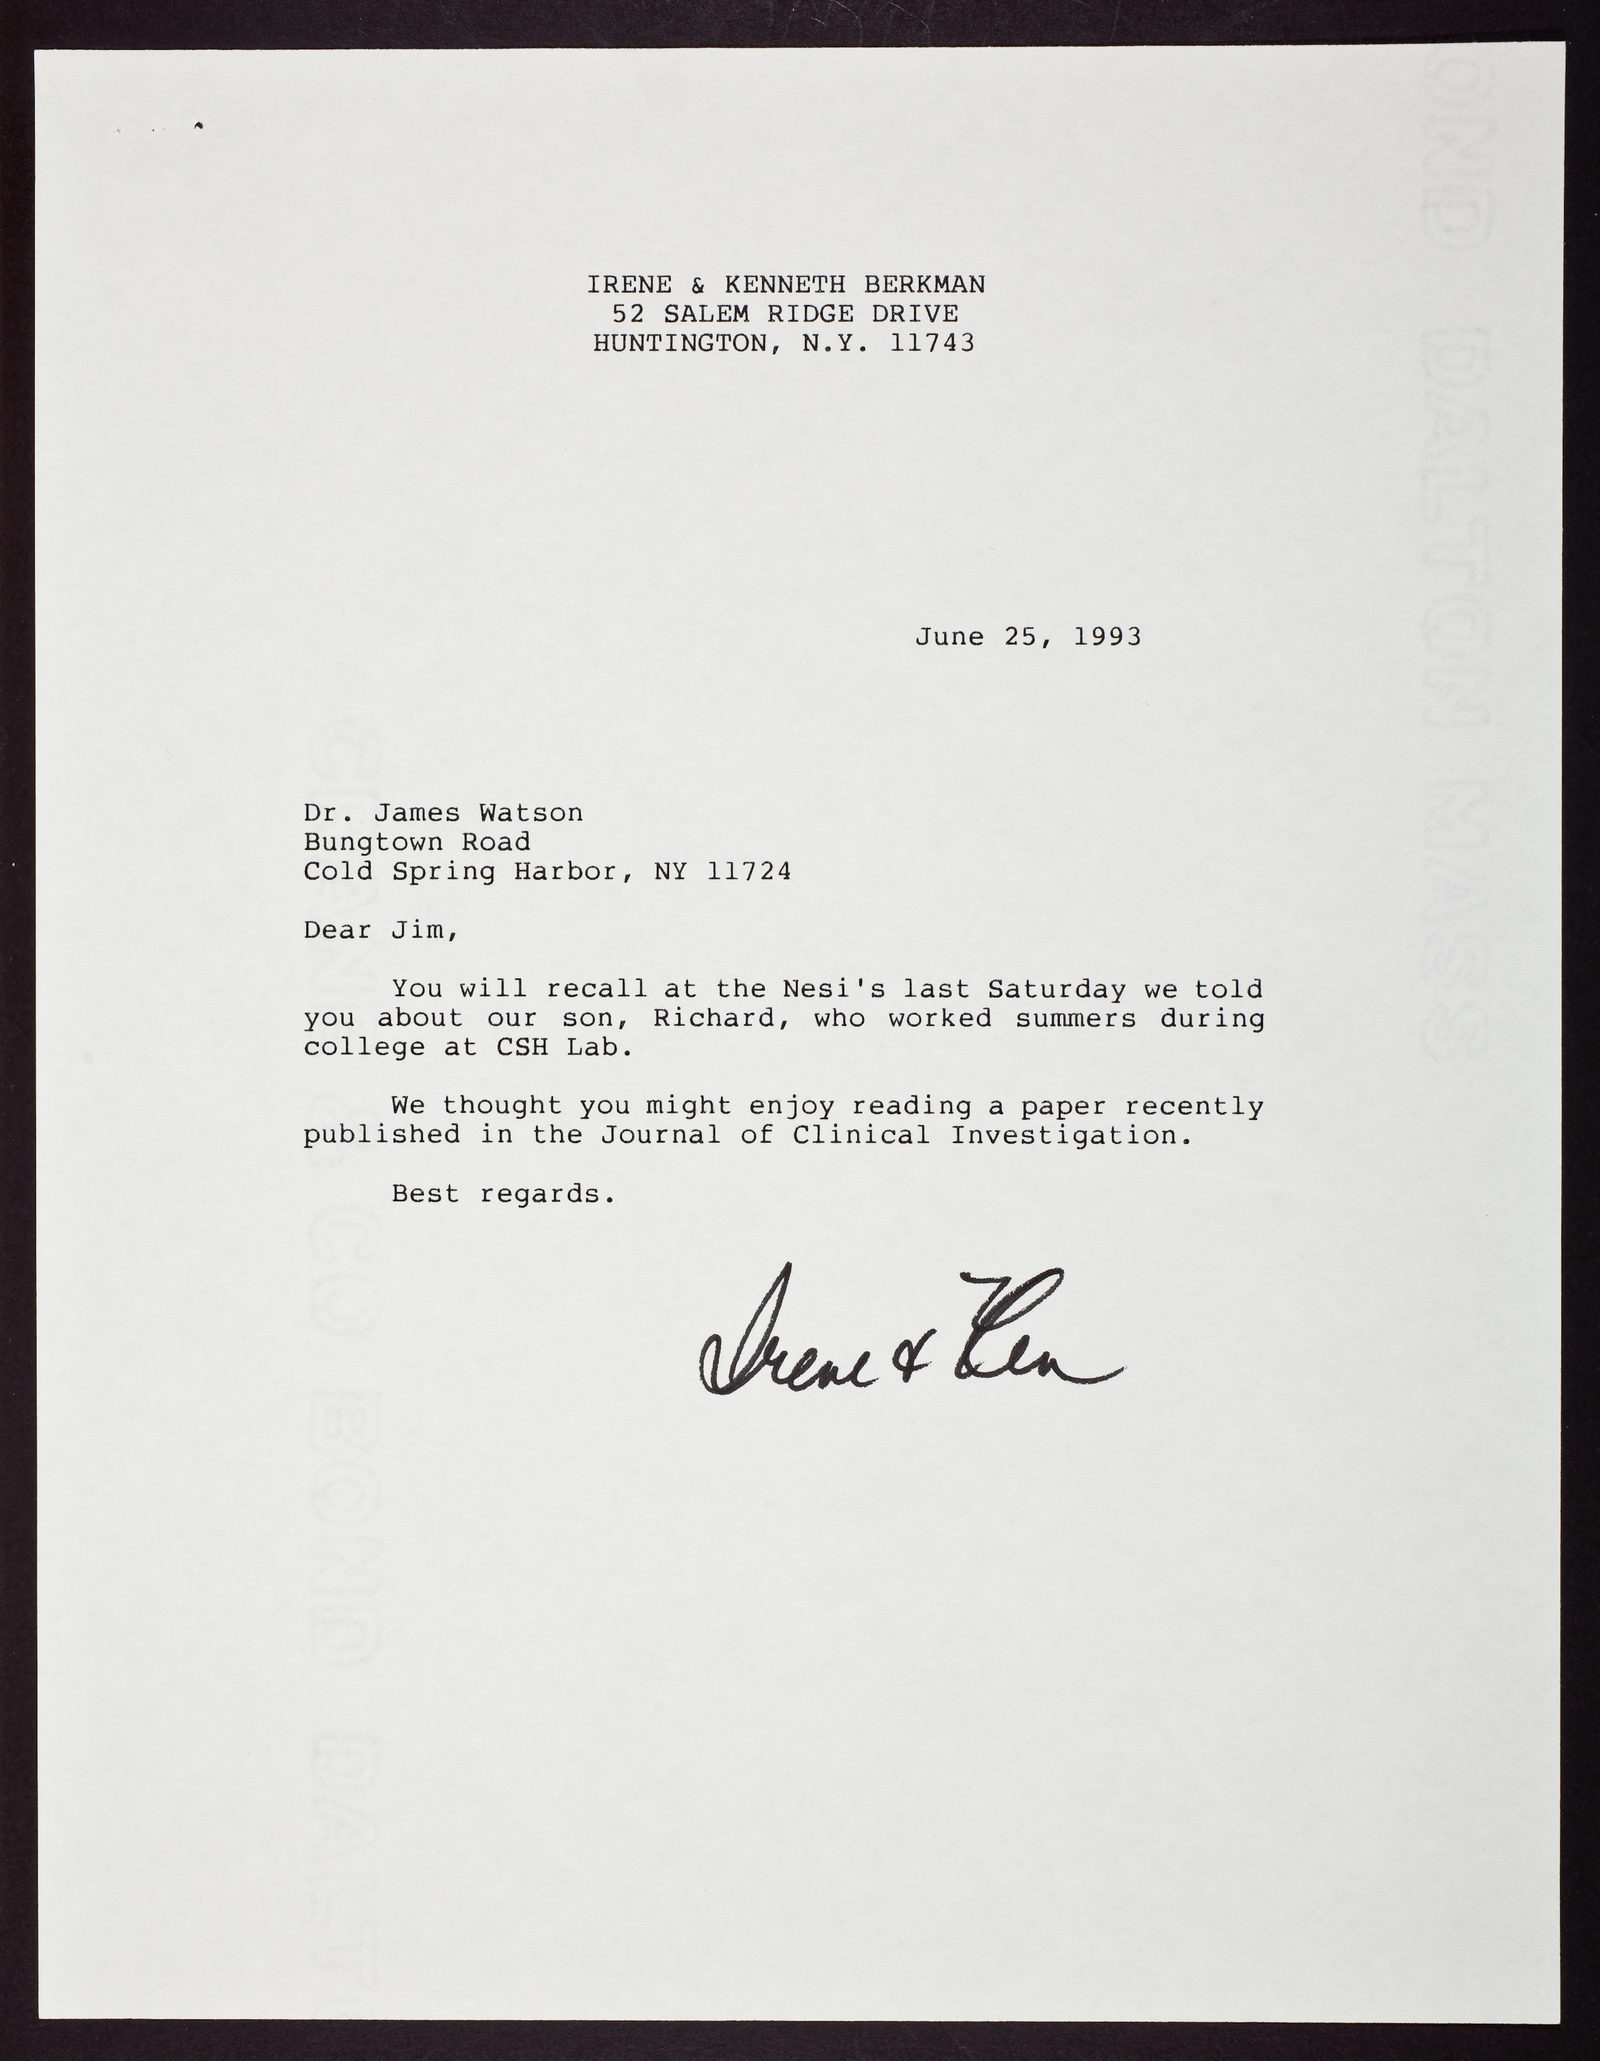 IRENE & KENNETH BERKMAN
52 SALEM RIDGE DRIVE
HUNTINGTON, N.Y. 11743
June 25, 1993
Dr. James Watson
Bungtown Road
Cold Spring Harbor, NY 11724
Dear Jim,
You will recall at the Nesi's last Saturday we told
you about our son, Richard, who worked summers during
college at CSH Lab.
We thought you might enjoy reading a paper recently
published in the Journal of Clinical Investigation.
Best regards.
Irene & Ken